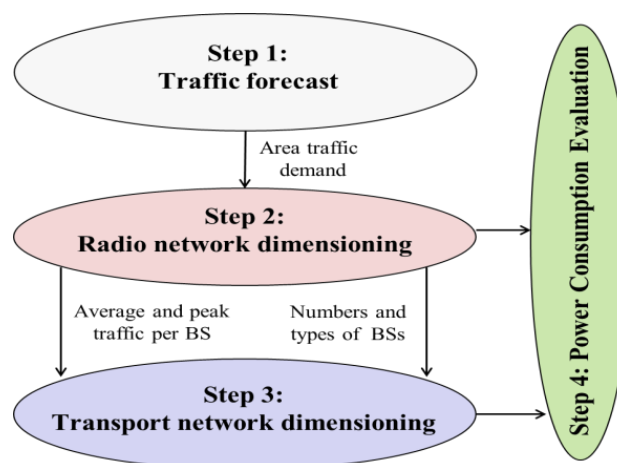 Step 1:
Traffic forecast
Area traffic
demand
Step 2:
Radio network dimensioning
Average and peak
traffic per BS
Numbers and
types of BSs
Step 3:
Transport network dimensioning
Step 4: Power Consumption Evaluation